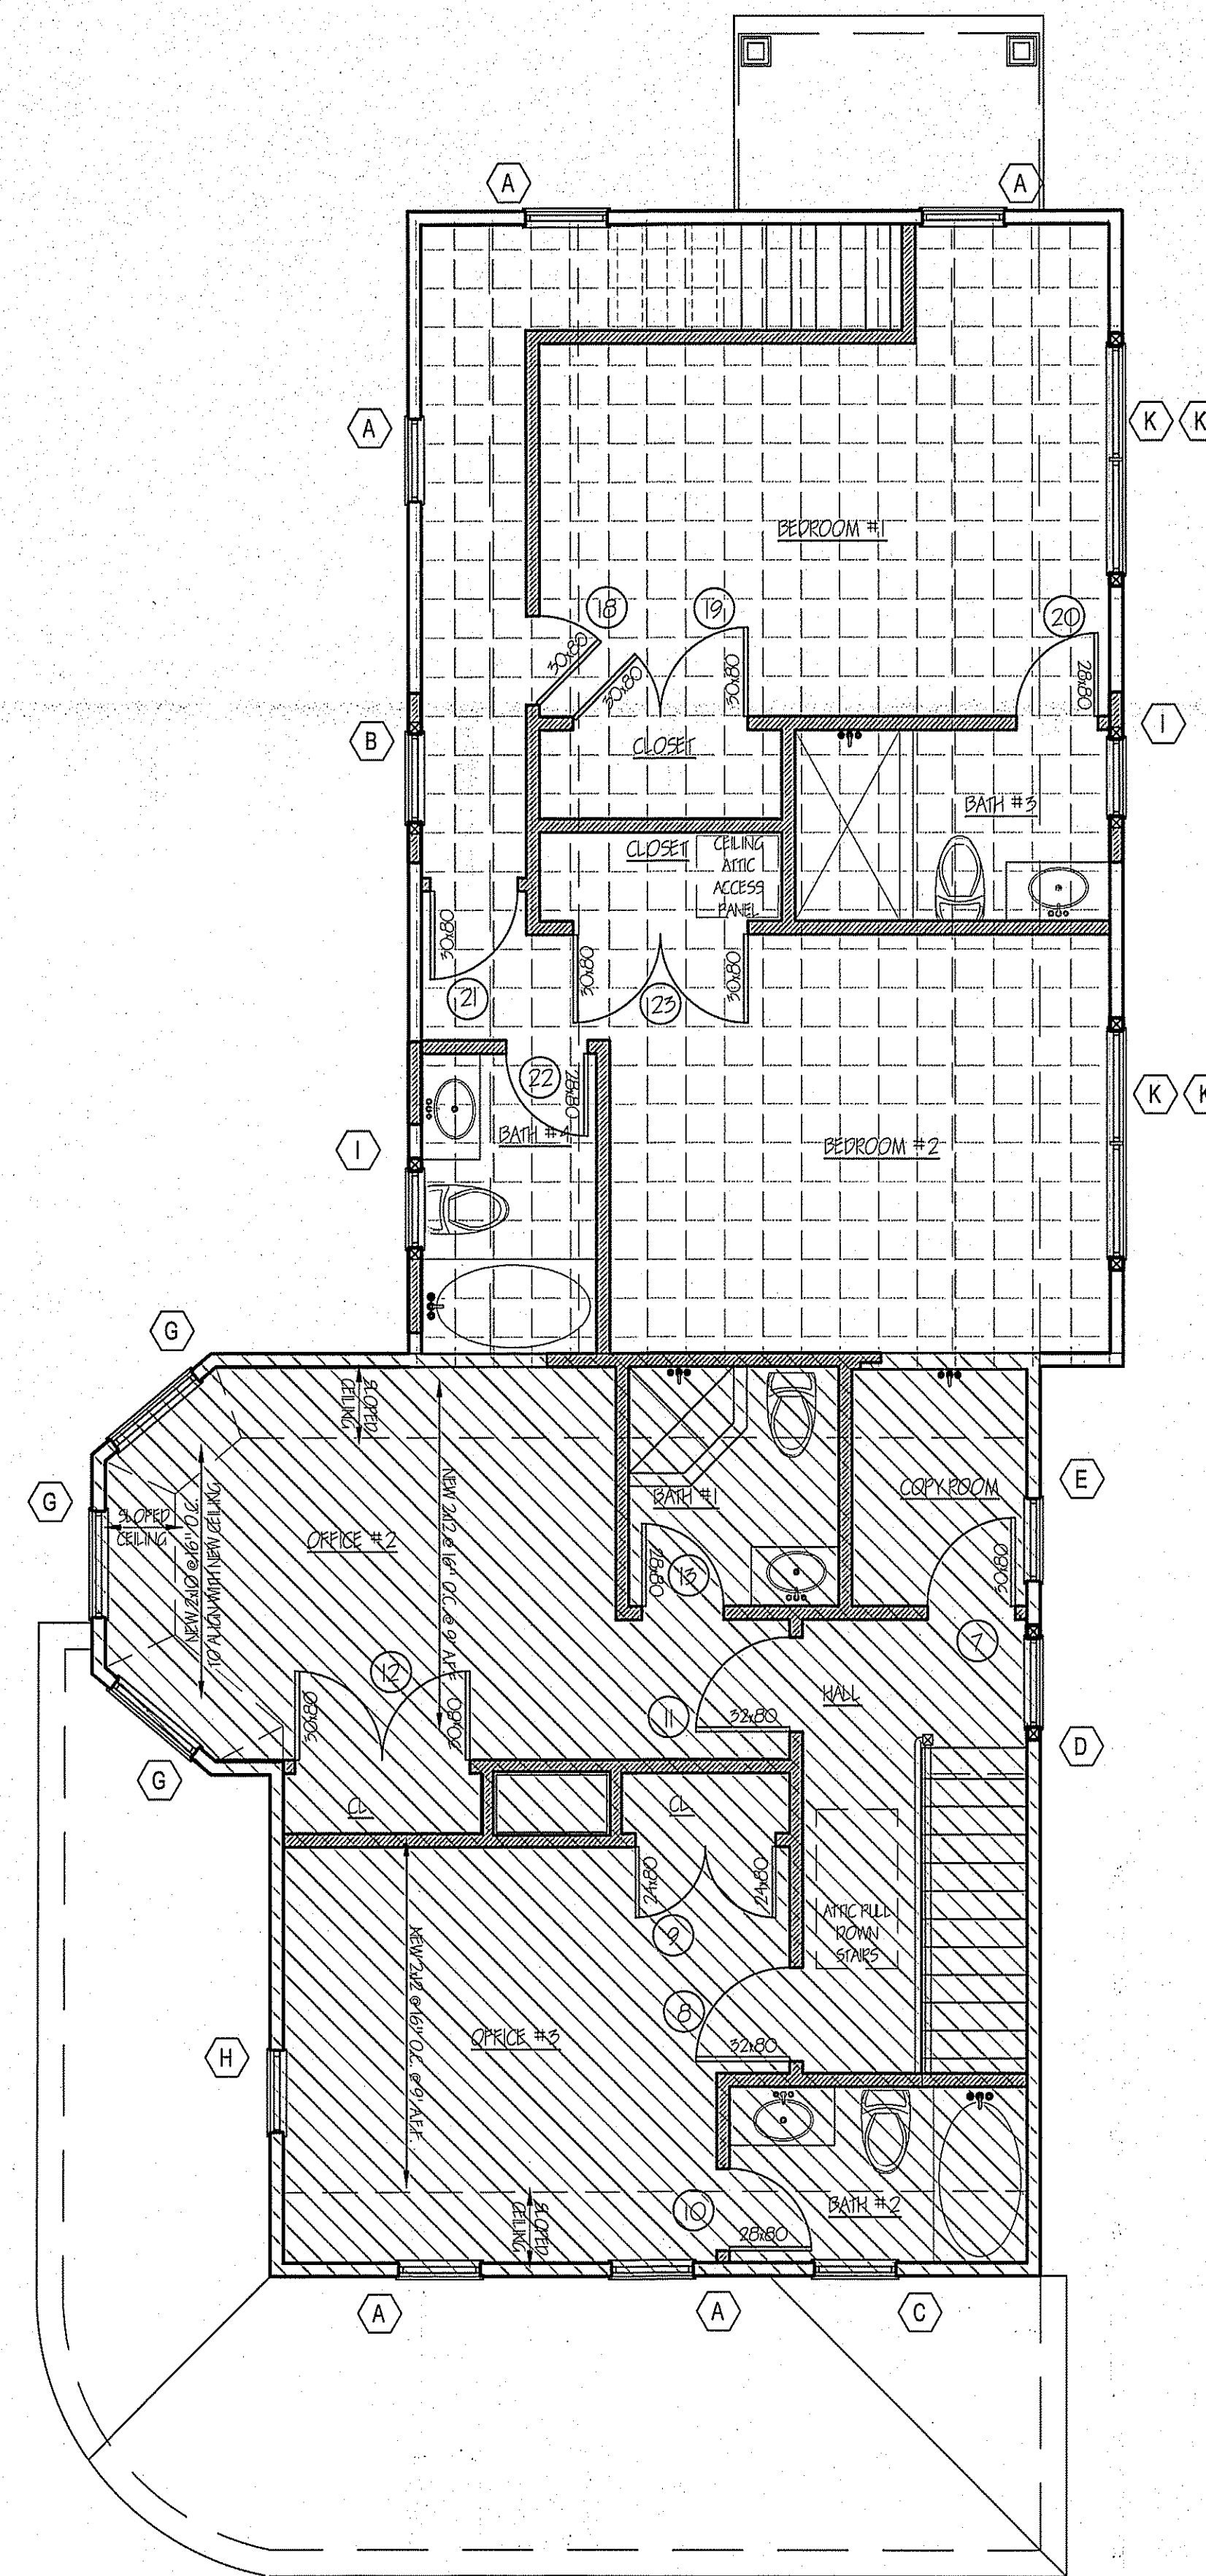 A
A
A
K K
BEDROOM #1
18
19
20
30x80
30x80
30x80
28x80
B
I
CLOSET
BATH #3
CLOSET
CEILING
ATTIC
ACCESS
PANEL
30x80
30x80
30x80
21
23
22
28x80
K K
BATH #4
BEDROOM #2
I
G
SLOPED
CEILING
NEW 2x12 @ 16" O.C. @ 9' A.F.F.
E
COPY ROOM
BATH #1
G
SLOPED
CEILING
NEW 2x10 @ 16" O.C.
TO ALIGN WITH NEW CEILING
OFFICE #2
28x80
13
30x80
7
12
30x80
30x80
11
32x80
HALL
D
G
CL
CL
24x80
24x80
ATTIC PULL
DOWN
STAIRS
9
8
32x80
H
OFFICE #3
NEW 2x12 @ 16" O.C. @ 9' A.F.F.
10
BATH #2
28x80
SLOPED
CEILING
A
A
C